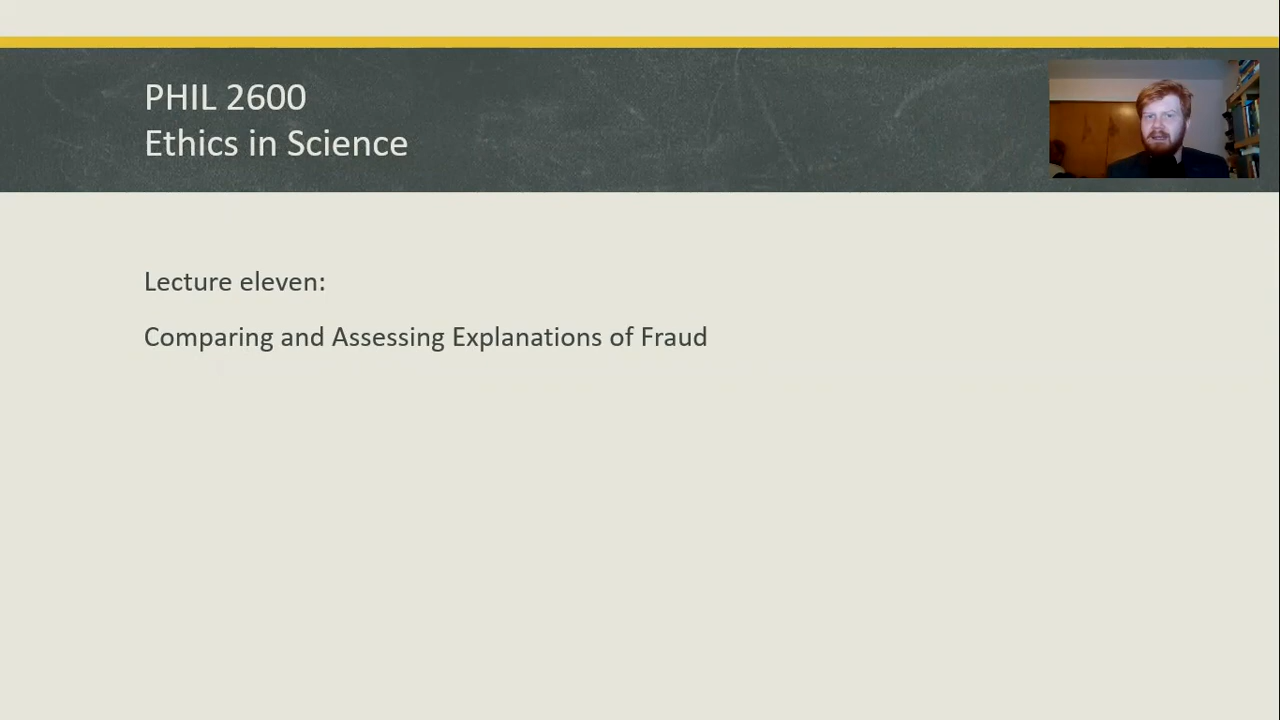 PHIL 2600
Ethics in Science
Lecture eleven:
Comparing and Assessing Explanations of Fraud